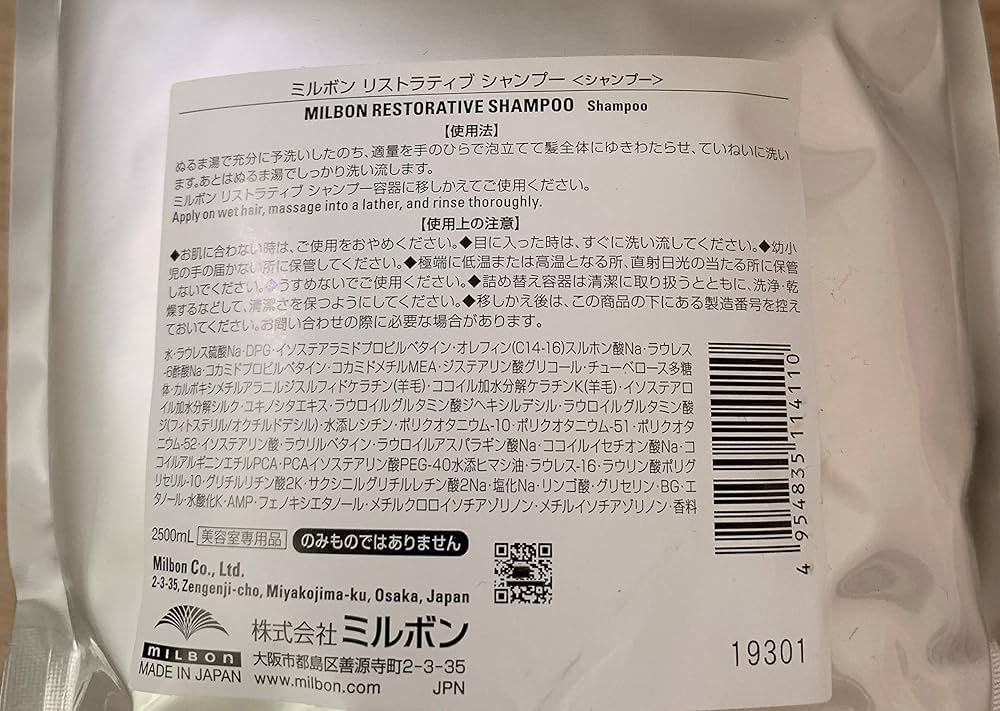 ミルボン リストラティブ シャンプー <シャンプー>
MILBON RESTORATIVE SHAMPOO Shampoo
【使用法】
ぬるま湯で充分に予洗いしたのち、適量を手のひらで泡立てて髪全体にゆきわたらせ、ていねいに洗い
ます。あとはぬるま湯でしっかり洗い流します。
ミルボン リストラティブ シャンプー容器に移しかえてご使用ください。
Apply on wet hair, massage into a lather, and rinse thoroughly.
【使用上の注意】
◆お肌に合わない時は、ご使用をおやめください。◆目に入った時は、すぐに洗い流してください。◆幼小
児の手の届かない所に保管してください。◆極端に低温または高温となる所、直射日光の当たる所に保管
しないでください。◆うすめないでご使用ください。◆詰め替え容器は清潔に取り扱うとともに、洗浄・乾
燥するなどして、清潔さを保つようにしてください。◆移しかえ後は、この商品の下にある製造番号を控え
ておいてください。お問い合わせの際に必要な場合があります。
水・ラウレス硫酸Na・DPG・イソステアラミドプロピルベタイン・オレフィン(C14-16)スルホン酸Na・ラウレス
-6酢酸Na・コカミドプロピルベタイン・コカミドメチルMEA・ジステアリン酸グリコール・チューベロース多糖
体・カルボキシメチルアラニルジスルフィドケラチン(羊毛)・ココイル加水分解ケラチンK(羊毛)・イソステアロ
イル加水分解シルク・ユキノシタエキス・ラウロイルグルタミン酸ジヘキシルデシル・ラウロイルグルタミン酸
ジ(フィトステリル/オクチルドデシル)・水添レシチン・ポリクオタニウム-10・ポリクオタニウム-51・ポリクオタ
ニウム-52・イソステアリン酸・ラウリルベタイン・ラウロイルアスパラギン酸Na・ココイルイセチオン酸Na・コ
コイルアルギニンエチルPCA・PCAイソステアリン酸PEG-40水添ヒマシ油・ラウレス-16・ラウリン酸ポリグ
リセリル-10・グリチルリチン酸2K・サクシニルグリチルレチン酸2Na・塩化Na・リンゴ酸・グリセリン・BG・エ
タノール・水酸化K・AMP・フェノキシエタノール・メチルクロロイソチアゾリノン・メチルイソチアゾリノン・香料
4 954835 114110
2500mL 美容室専用品 のみものではありません
Milbon Co., Ltd.
2-3-35, Zengenji-cho, Miyakojima-ku, Osaka, Japan
株式会社 ミルボン
MILBON
大阪市都島区善源寺町2-3-35
MADE IN JAPAN
www.milbon.com JPN
19301